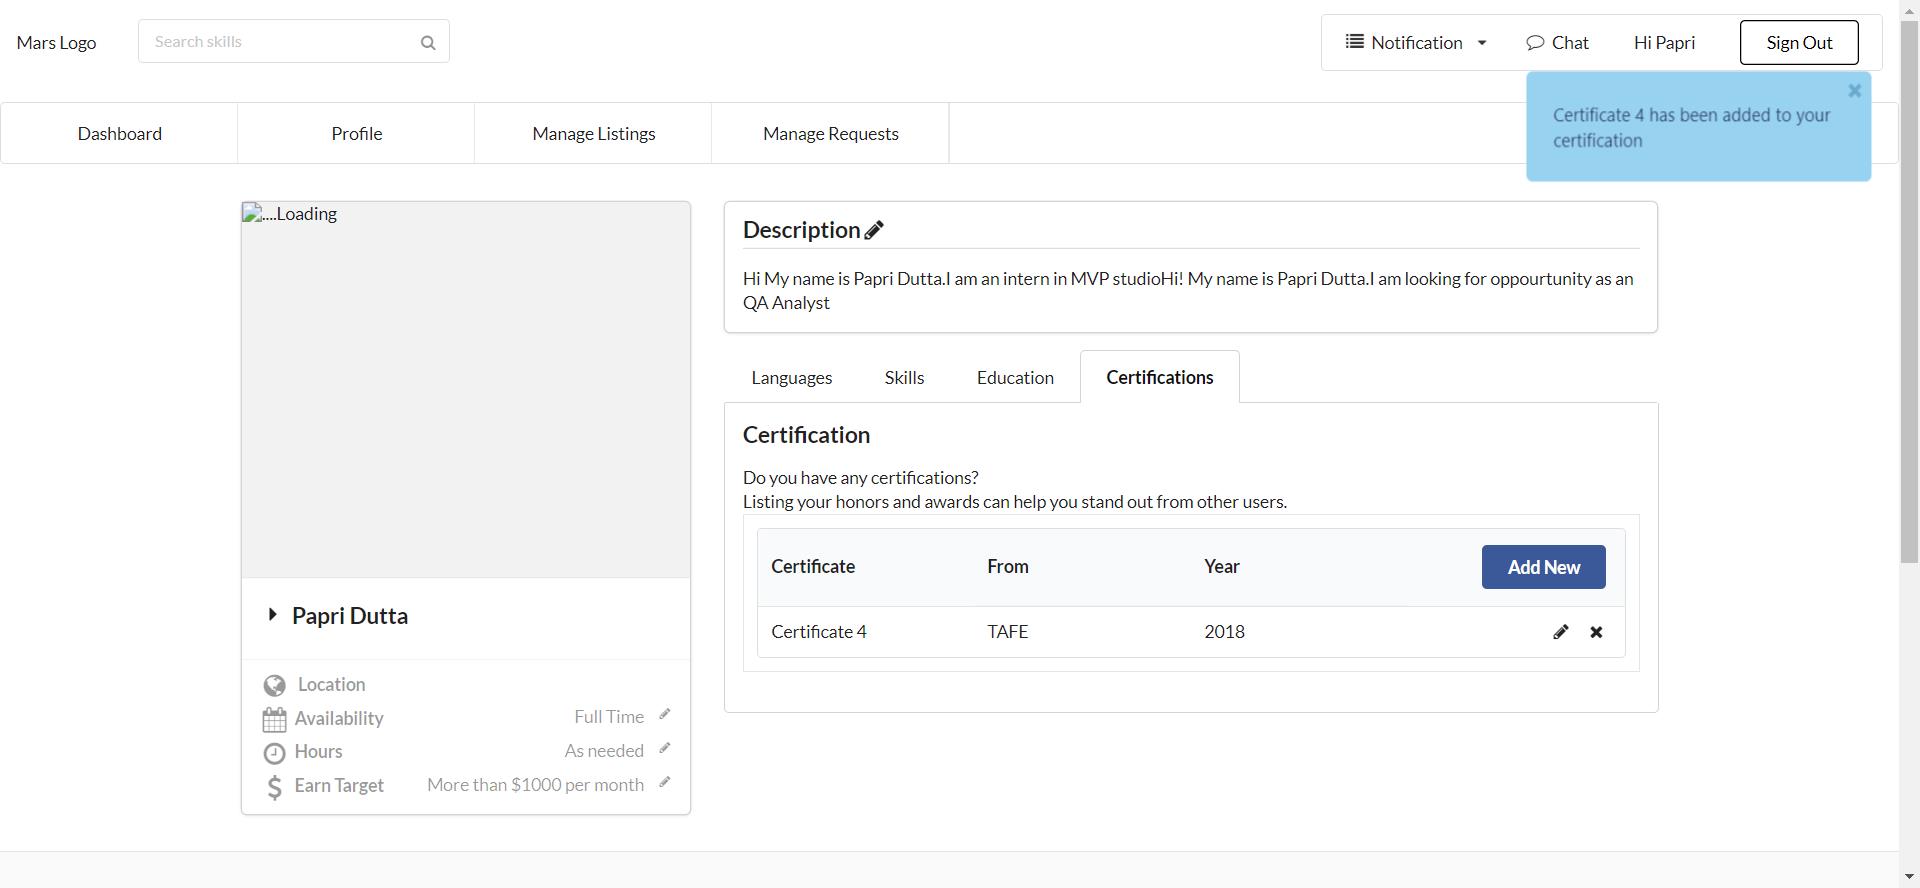 Mars Logo
Search skills
Notification
Chat
Hi Papri
Sign Out
Certificate 4 has been added to your
certification
Dashboard
Profile
Manage Listings
Manage Requests
....Loading
Papri Dutta
Location
Availability
Full Time
Hours
As needed
Earn Target
More than $1000 per month
Description
Hi My name is Papri Dutta.I am an intern in MVP studioHi! My name is Papri Dutta.I am looking for oppourtunity as an
QA Analyst
Languages
Skills
Education
Certifications
Certification
Do you have any certifications?
Listing your honors and awards can help you stand out from other users.
Certificate
From
Year
Add New
Certificate 4
TAFE
2018